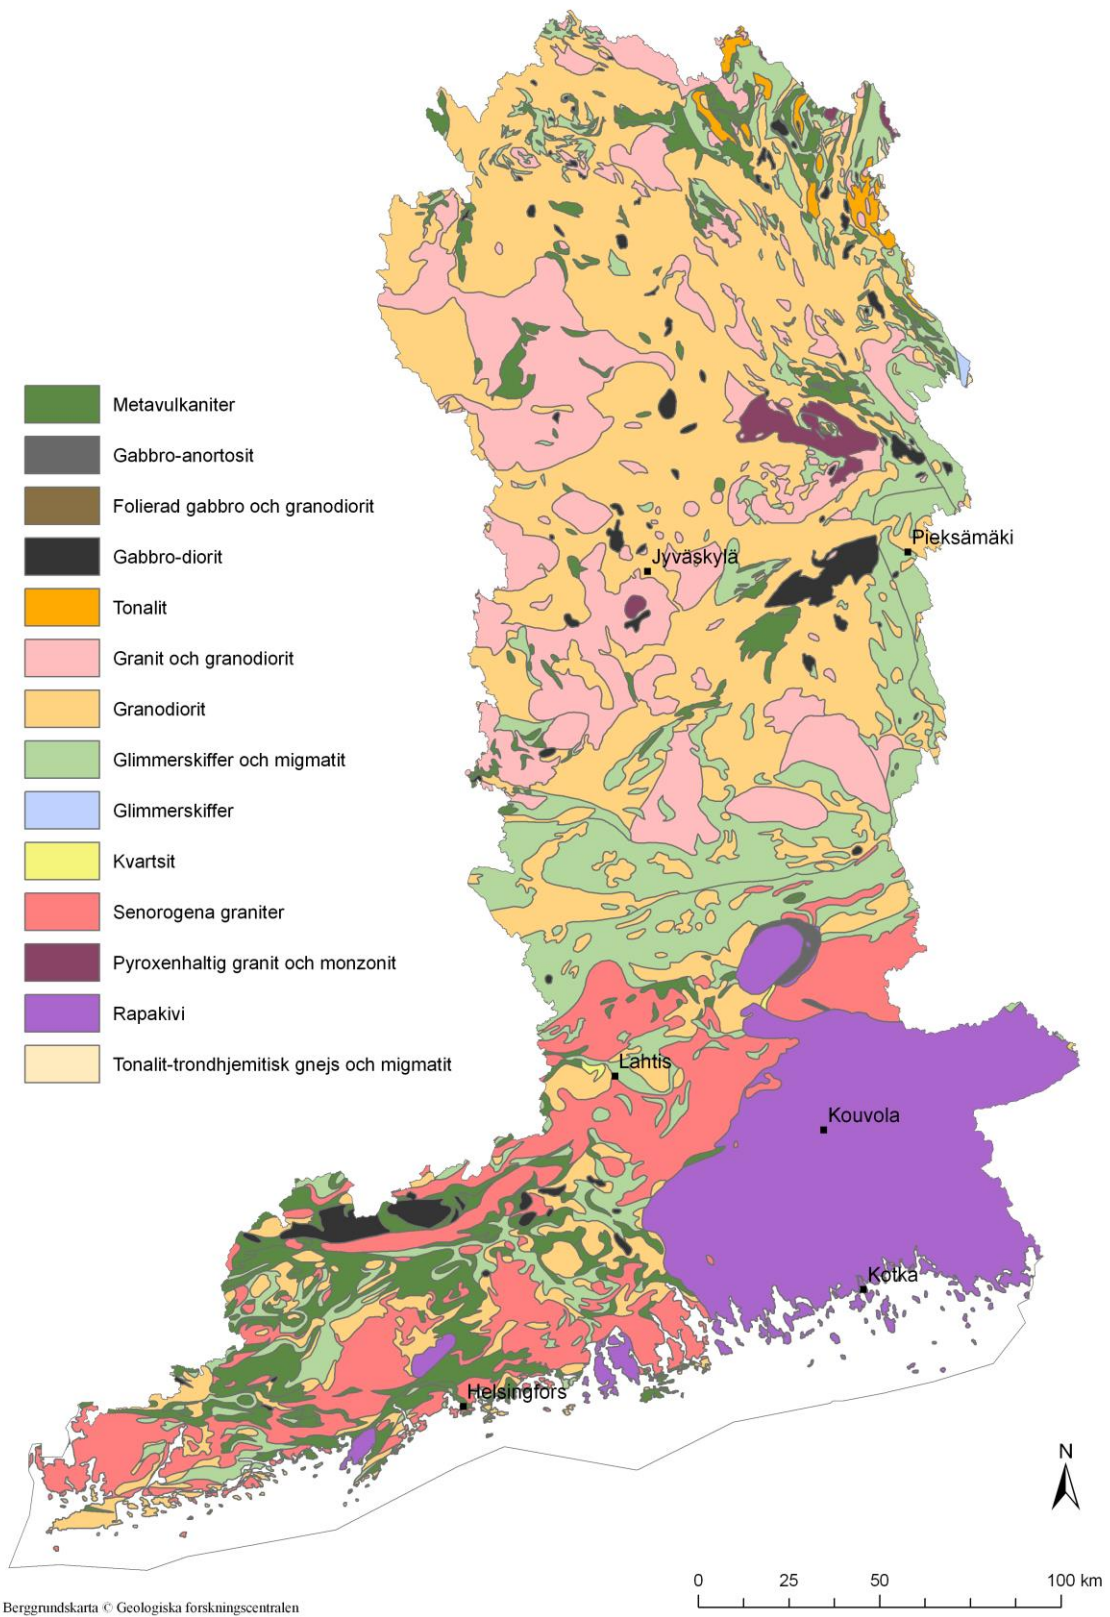 Metavulkaniter
Gabbro-anortosit
Folierad gabbro och granodiorit
Gabbro-diorit
Tonalit
Granit och granodiorit
Granodiorit
Glimmerskiffer och migmatit
Glimmerskiffer
Kvartsit
Senorogena graniter
Pyroxenhaltig granit och monzonit
Rapakivi
Tonalit-trondhjemitisk gnejs och migmatit
Pieksämäki
Jyväskylä
Lahtis
Kouvola
Kotka
Helsingfors
N
0 25 50 100 km
Berggrundskarta © Geologiska forskningscentralen